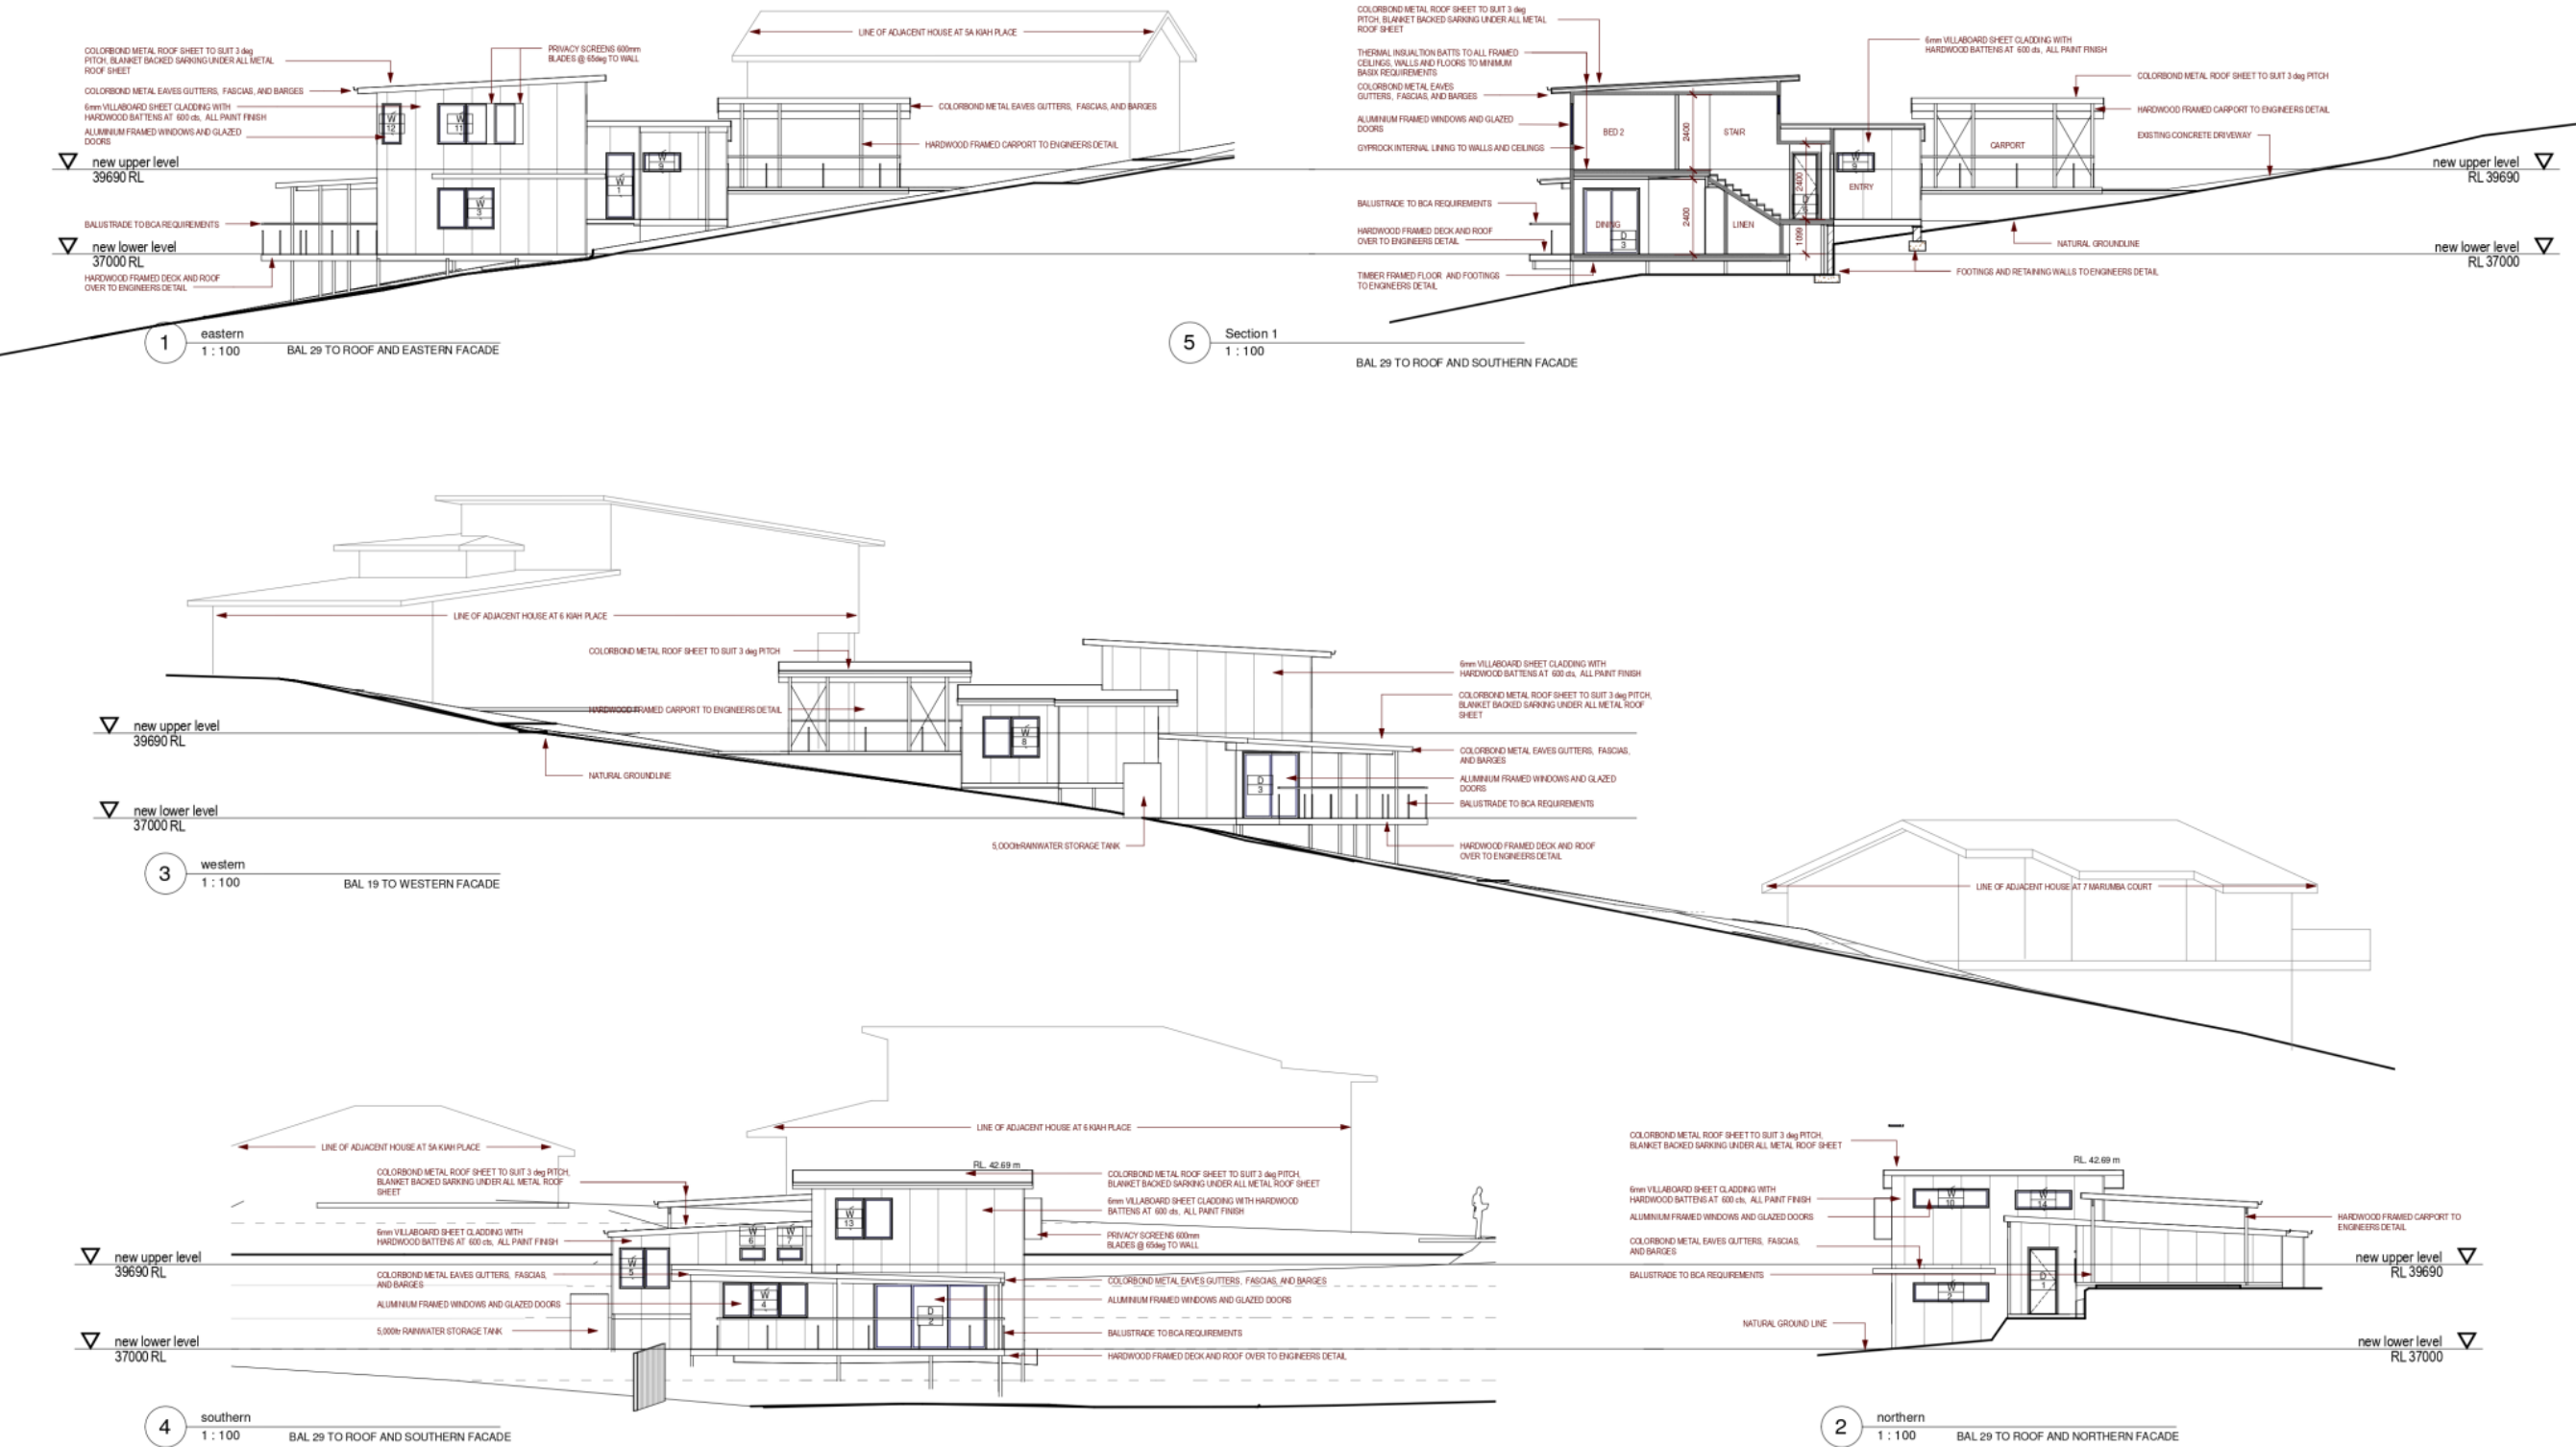 COLORBOND METAL ROOF SHEET TO SUIT 3 deg
PITCH, BLANKET BACKED SARKING UNDER ALL METAL
ROOF SHEET
COLORBOND METAL EAVES GUTTERS, FASCIAS, AND BARGES
6mm VILLABOARD SHEET CLADDING WITH
HARDWOOD BATTENS AT 600 cts, ALL PAINT FINISH
ALUMINIUM FRAMED WINDOWS AND GLAZED
DOORS
new upper level
39690 RL
BALUSTRADE TO BCA REQUIREMENTS
new lower level
37000 RL
HARDWOOD FRAMED DECK AND ROOF
OVER TO ENGINEERS DETAIL
PRIVACY SCREENS 600mm
BLADES @ 65deg TO WALL
LINE OF ADJACENT HOUSE AT 5A KIAH PLACE
COLORBOND METAL EAVES GUTTERS, FASCIAS, AND BARGES
HARDWOOD FRAMED CARPORT TO ENGINEERS DETAIL
W
12
W
11
W
3
W
1
W
9
1
eastern
1 : 100
BAL 29 TO ROOF AND EASTERN FACADE
COLORBOND METAL ROOF SHEET TO SUIT 3 deg
PITCH, BLANKET BACKED SARKING UNDER ALL METAL
ROOF SHEET
THERMAL INSUALTION BATTS TO ALL FRAMED
CEILINGS, WALLS AND FLOORS TO MINIMUM
BASIX REQUIREMENTS
COLORBOND METAL EAVES
GUTTERS, FASCIAS, AND BARGES
ALUMINIUM FRAMED WINDOWS AND GLAZED
DOORS
GYPROCK INTERNAL LINING TO WALLS AND CEILINGS
BALUSTRADE TO BCA REQUIREMENTS
HARDWOOD FRAMED DECK AND ROOF
OVER TO ENGINEERS DETAIL
TIMBER FRAMED FLOOR AND FOOTINGS
TO ENGINEERS DETAIL
BED 2
2400
STAIR
DINING
D
3
2400
LINEN
2400
1099
W
9
ENTRY
CARPORT
6mm VILLABOARD SHEET CLADDING WITH
HARDWOOD BATTENS AT 600 cts, ALL PAINT FINISH
COLORBOND METAL ROOF SHEET TO SUIT 3 deg PITCH
HARDWOOD FRAMED CARPORT TO ENGINEERS DETAIL
EXISTING CONCRETE DRIVEWAY
new upper level
RL 39690
NATURAL GROUNDLINE
new lower level
RL 37000
FOOTINGS AND RETAINING WALLS TO ENGINEERS DETAIL
5
Section 1
1 : 100
BAL 29 TO ROOF AND SOUTHERN FACADE
LINE OF ADJACENT HOUSE AT 6 KIAH PLACE
COLORBOND METAL ROOF SHEET TO SUIT 3 deg PITCH
HARDWOOD FRAMED CARPORT TO ENGINEERS DETAIL
new upper level
39690 RL
NATURAL GROUNDLINE
new lower level
37000 RL
W
8
D
3
5,000ltr RAINWATER STORAGE TANK
6mm VILLABOARD SHEET CLADDING WITH
HARDWOOD BATTENS AT 600 cts, ALL PAINT FINISH
COLORBOND METAL ROOF SHEET TO SUIT 3 deg PITCH,
BLANKET BACKED SARKING UNDER ALL METAL ROOF
SHEET
COLORBOND METAL EAVES GUTTERS, FASCIAS,
AND BARGES
ALUMINIUM FRAMED WINDOWS AND GLAZED
DOORS
BALUSTRADE TO BCA REQUIREMENTS
HARDWOOD FRAMED DECK AND ROOF
OVER TO ENGINEERS DETAIL
LINE OF ADJACENT HOUSE AT 7 MARUMBA COURT
3
western
1 : 100
BAL 19 TO WESTERN FACADE
LINE OF ADJACENT HOUSE AT 5A KIAH PLACE
LINE OF ADJACENT HOUSE AT 6 KIAH PLACE
COLORBOND METAL ROOF SHEET TO SUIT 3 deg PITCH,
BLANKET BACKED SARKING UNDER ALL METAL ROOF
SHEET
6mm VILLABOARD SHEET CLADDING WITH
HARDWOOD BATTENS AT 600 cts, ALL PAINT FINISH
new upper level
39690 RL
COLORBOND METAL EAVES GUTTERS, FASCIAS,
AND BARGES
ALUMINIUM FRAMED WINDOWS AND GLAZED DOORS
5,000ltr RAINWATER STORAGE TANK
new lower level
37000 RL
RL. 42.69 m
W
13
W
6
W
7
W
5
W
4
D
2
COLORBOND METAL ROOF SHEET TO SUIT 3 deg PITCH,
BLANKET BACKED SARKING UNDER ALL METAL ROOF SHEET
6mm VILLABOARD SHEET CLADDING WITH HARDWOOD
BATTENS AT 600 cts, ALL PAINT FINISH
PRIVACY SCREENS 600mm
BLADES @ 65deg TO WALL
COLORBOND METAL EAVES GUTTERS, FASCIAS, AND BARGES
ALUMINIUM FRAMED WINDOWS AND GLAZED DOORS
BALUSTRADE TO BCA REQUIREMENTS
HARDWOOD FRAMED DECK AND ROOF OVER TO ENGINEERS DETAIL
4
southern
1 : 100
BAL 29 TO ROOF AND SOUTHERN FACADE
COLORBOND METAL ROOF SHEET TO SUIT 3 deg PITCH,
BLANKET BACKED SARKING UNDER ALL METAL ROOF SHEET
RL. 42.69 m
6mm VILLABOARD SHEET CLADDING WITH
HARDWOOD BATTENS AT 600 cts, ALL PAINT FINISH
ALUMINIUM FRAMED WINDOWS AND GLAZED DOORS
COLORBOND METAL EAVES GUTTERS, FASCIAS,
AND BARGES
BALUSTRADE TO BCA REQUIREMENTS
NATURAL GROUND LINE
W
10
W
14
W
2
D
1
HARDWOOD FRAMED CARPORT TO
ENGINEERS DETAIL
new upper level
RL 39690
new lower level
RL 37000
2
northern
1 : 100
BAL 29 TO ROOF AND NORTHERN FACADE